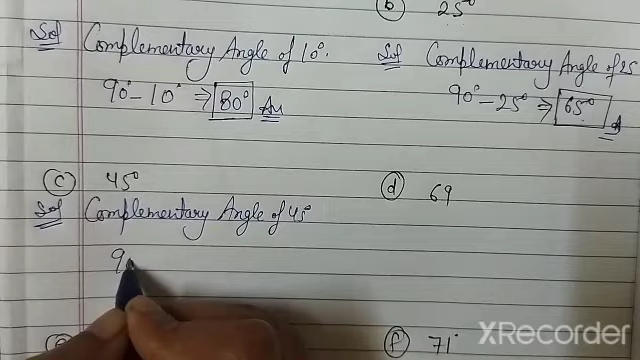 (b) 25°
Sol Complementary Angle of 10°.
90° - 10° ⇒ 80° Ans
Sol Complementary Angle of 25
90° - 25° ⇒ 65°
(c) 45°
Sol Complementary Angle of 45°
9
(d) 69
(f) 71°
XRecorder